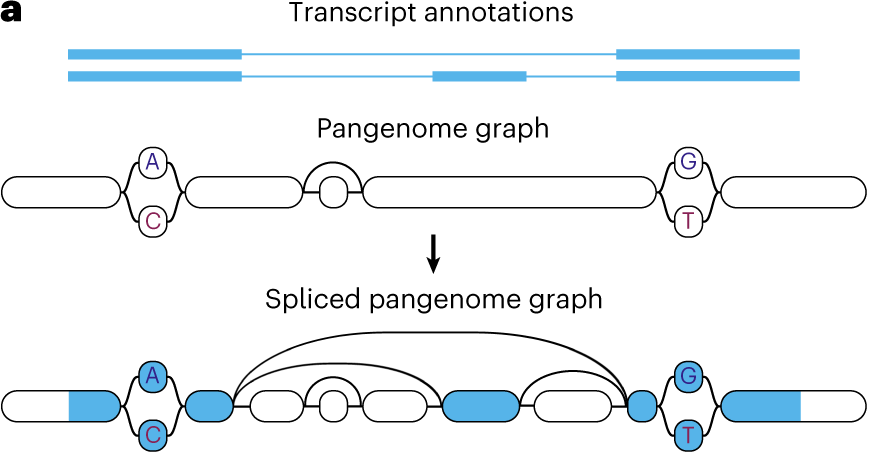 a
Transcript annotations
Pangenome graph
A
G
C
T
Spliced pangenome graph
A
G
C
T